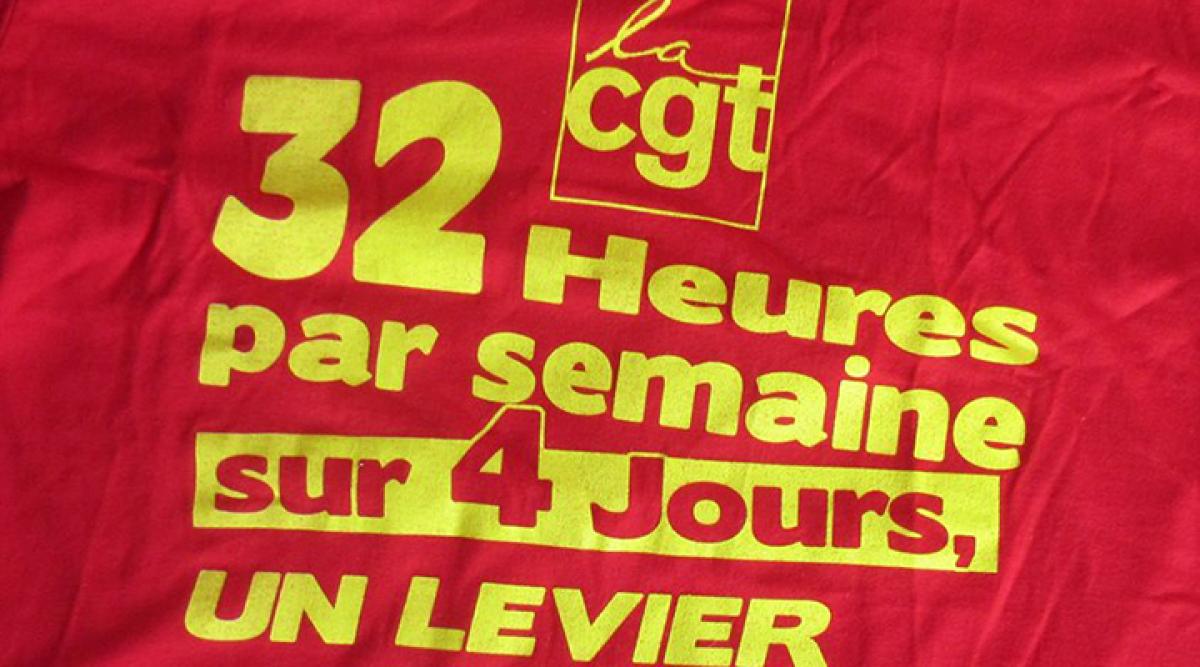 la
cgt
32 Heures
par semaine
sur 4 Jours,
UN LEVIER